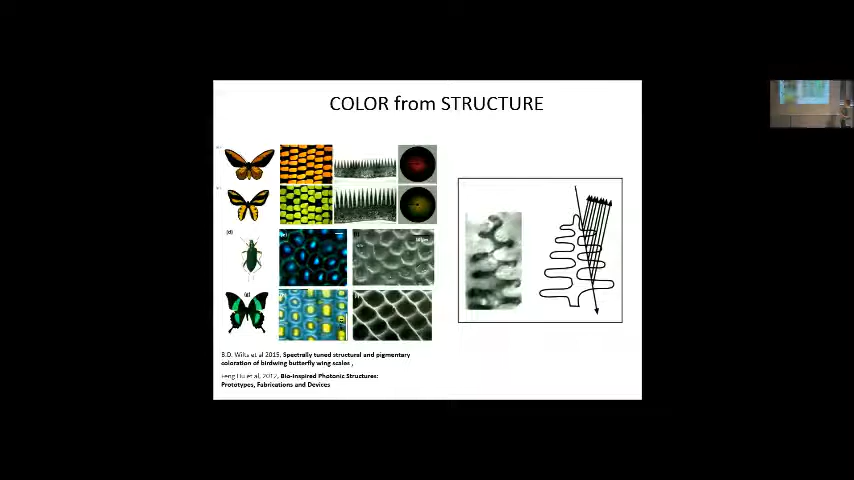 COLOR from STRUCTURE
(d)
(g)
B.D. Wilts et al 2015, Spectrally tuned structural and pigmentary
coloration of birdwing butterfly wing scales ,
Feng Liu et al, 2012, Bio-inspired Photonic Structures:
Prototypes, Fabrications and Devices